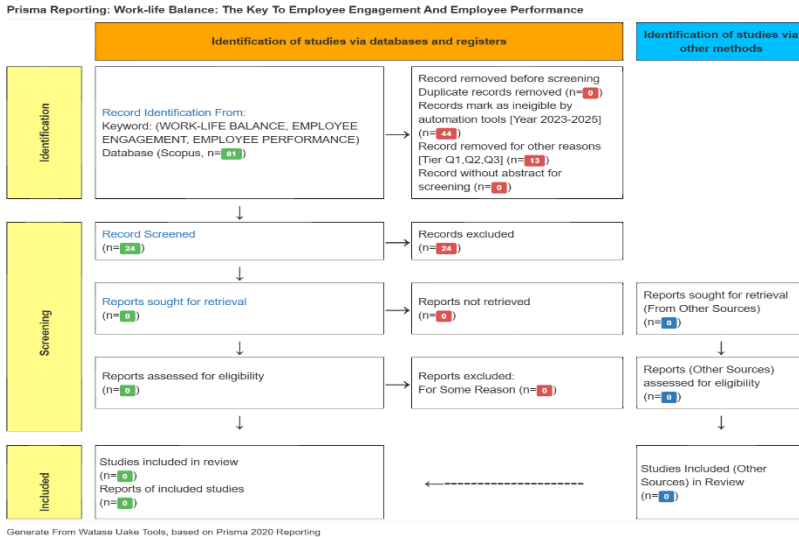 Prisma Reporting: Work-life Balance: The Key To Employee Engagement And Employee Performance
Identification of studies via databases and registers
Identification of studies via
other methods
Identification
Record Identification From:
Keyword: (WORK-LIFE BALANCE, EMPLOYEE
ENGAGEMENT, EMPLOYEE PERFORMANCE)
Database (Scopus, n=81)
Record removed before screening
Duplicate records removed (n=0)
Records mark as ineigible by
automation tools [Year 2023-2025]
(n=44)
Record removed for other reasons
[Tier Q1,Q2,Q3] (n=13)
Record without abstract for
screening (n=0)
Screening
Record Screened
(n=24)
Records excluded
(n=24)
Reports sought for retrieval
(n=0)
Reports not retrieved
(n=0)
Reports sought for retrieval
(From Other Sources)
(n=0)
Reports assessed for eligibility
(n=0)
Reports excluded:
For Some Reason (n=0)
Reports (Other Sources)
assessed for eligibility
(n=0)
Included
Studies included in review
(n=0)
Reports of included studies
(n=0)
Studies Included (Other
Sources) in Review
(n=0)
Generate From Watase Uake Tools, based on Prisma 2020 Reporting